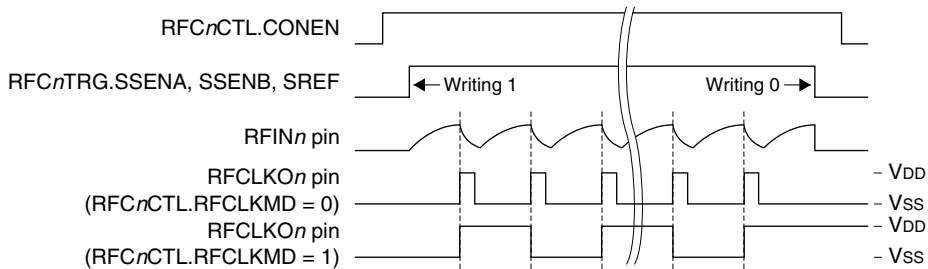 RFCnCTL.CONEN
RFCnTRG.SSENA, SSENB, SREF
Writing 1
Writing 0
RFINn pin
RFCLKOn pin
(RFCnCTL.RFCLKMD = 0)
VDD
VSS
RFCLKOn pin
(RFCnCTL.RFCLKMD = 1)
VDD
VSS